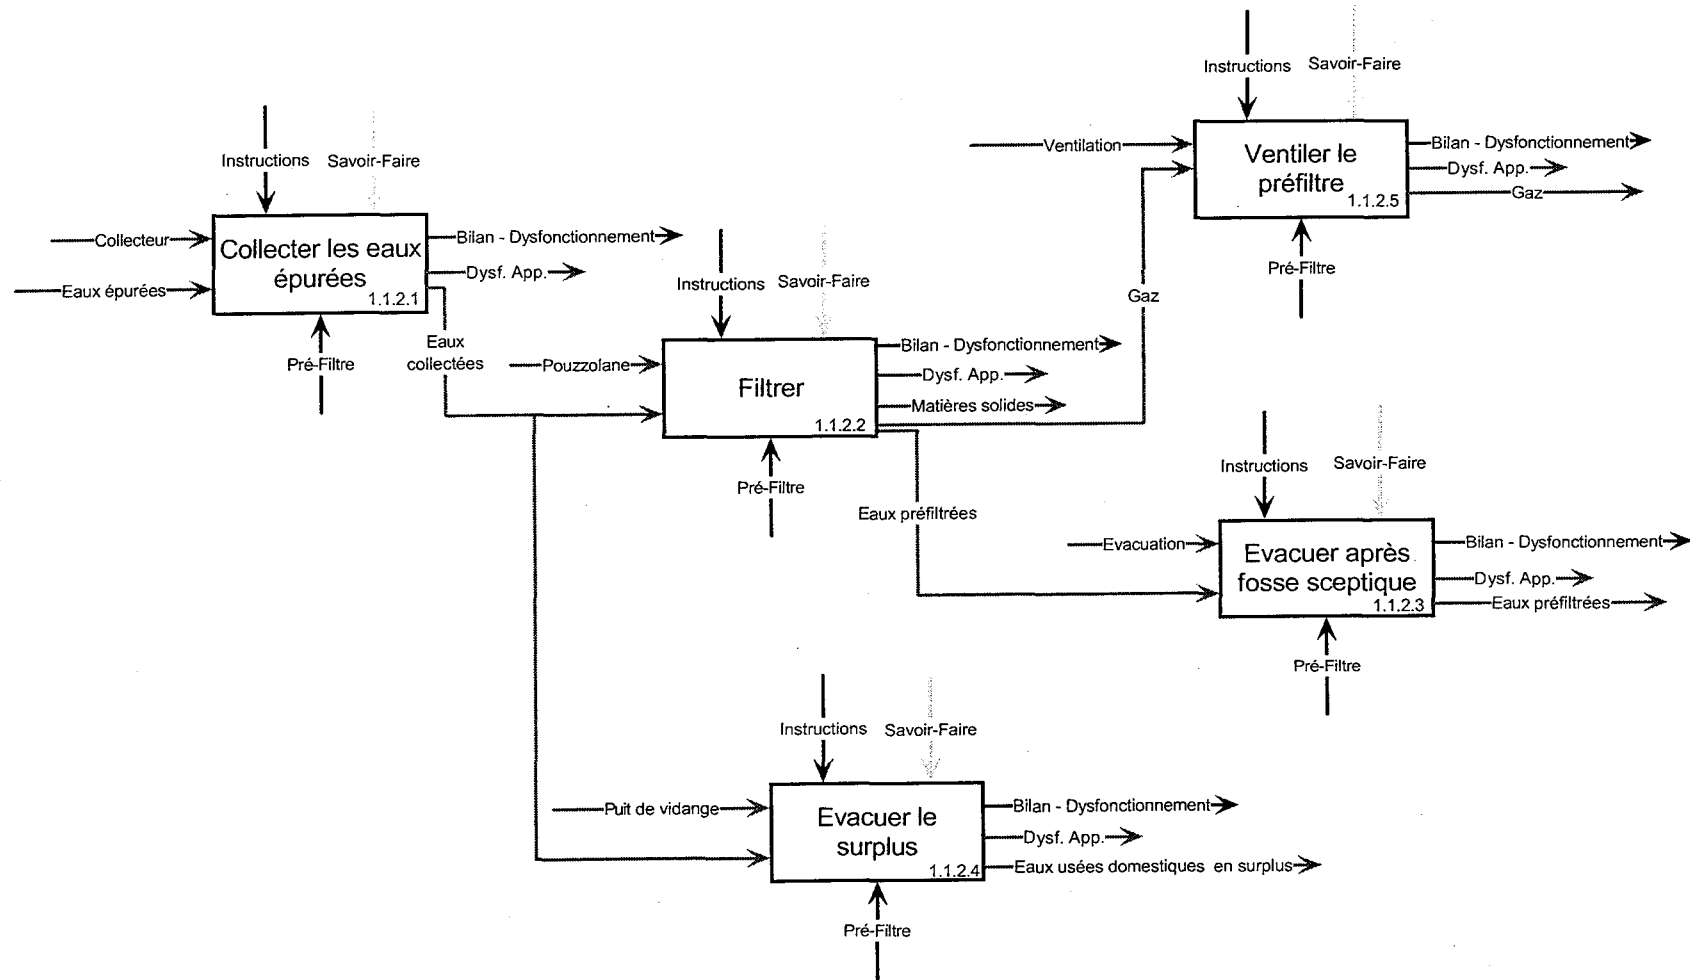 Instructions
Savoir-Faire
Ventilation
Ventiler le
préfiltre
1.1.2.5
Bilan - Dysfonctionnement
Dysf. App.
Gaz
Pré-Filtre
Instructions
Savoir-Faire
Collecteur
Eaux épurées
Collecter les eaux
épurées
1.1.2.1
Bilan - Dysfonctionnement
Dysf. App.
Pré-Filtre
Eaux
collectées
Instructions
Savoir-Faire
Pouzzolane
Filtrer
1.1.2.2
Bilan - Dysfonctionnement
Dysf. App.
Matières solides
Gaz
Pré-Filtre
Eaux préfiltrées
Instructions
Savoir-Faire
Evacuation
Evacuer après
fosse sceptique
1.1.2.3
Bilan - Dysfonctionnement
Dysf. App.
Eaux préfiltrées
Pré-Filtre
Instructions
Savoir-Faire
Puit de vidange
Evacuer le
surplus
1.1.2.4
Bilan - Dysfonctionnement
Dysf. App.
Eaux usées domestiques en surplus
Pré-Filtre